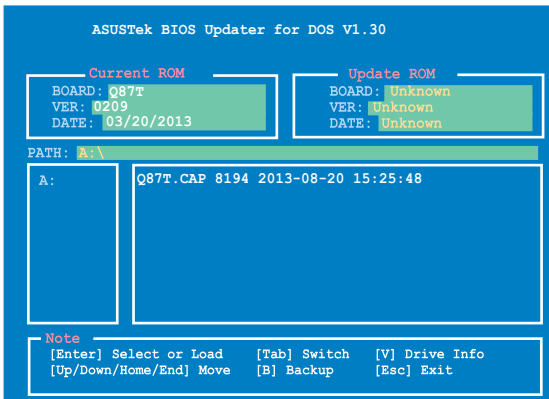 ASUSTek BIOS Updater for DOS V1.30
Current ROM
BOARD: Q87T
VER: 0209
DATE: 03/20/2013
Update ROM
BOARD: Unknown
VER: Unknown
DATE: Unknown
PATH: A:\
A:
Q87T.CAP 8194 2013-08-20 15:25:48
Note
[Enter] Select or Load [Tab] Switch [V] Drive Info
[Up/Down/Home/End] Move [B] Backup [Esc] Exit